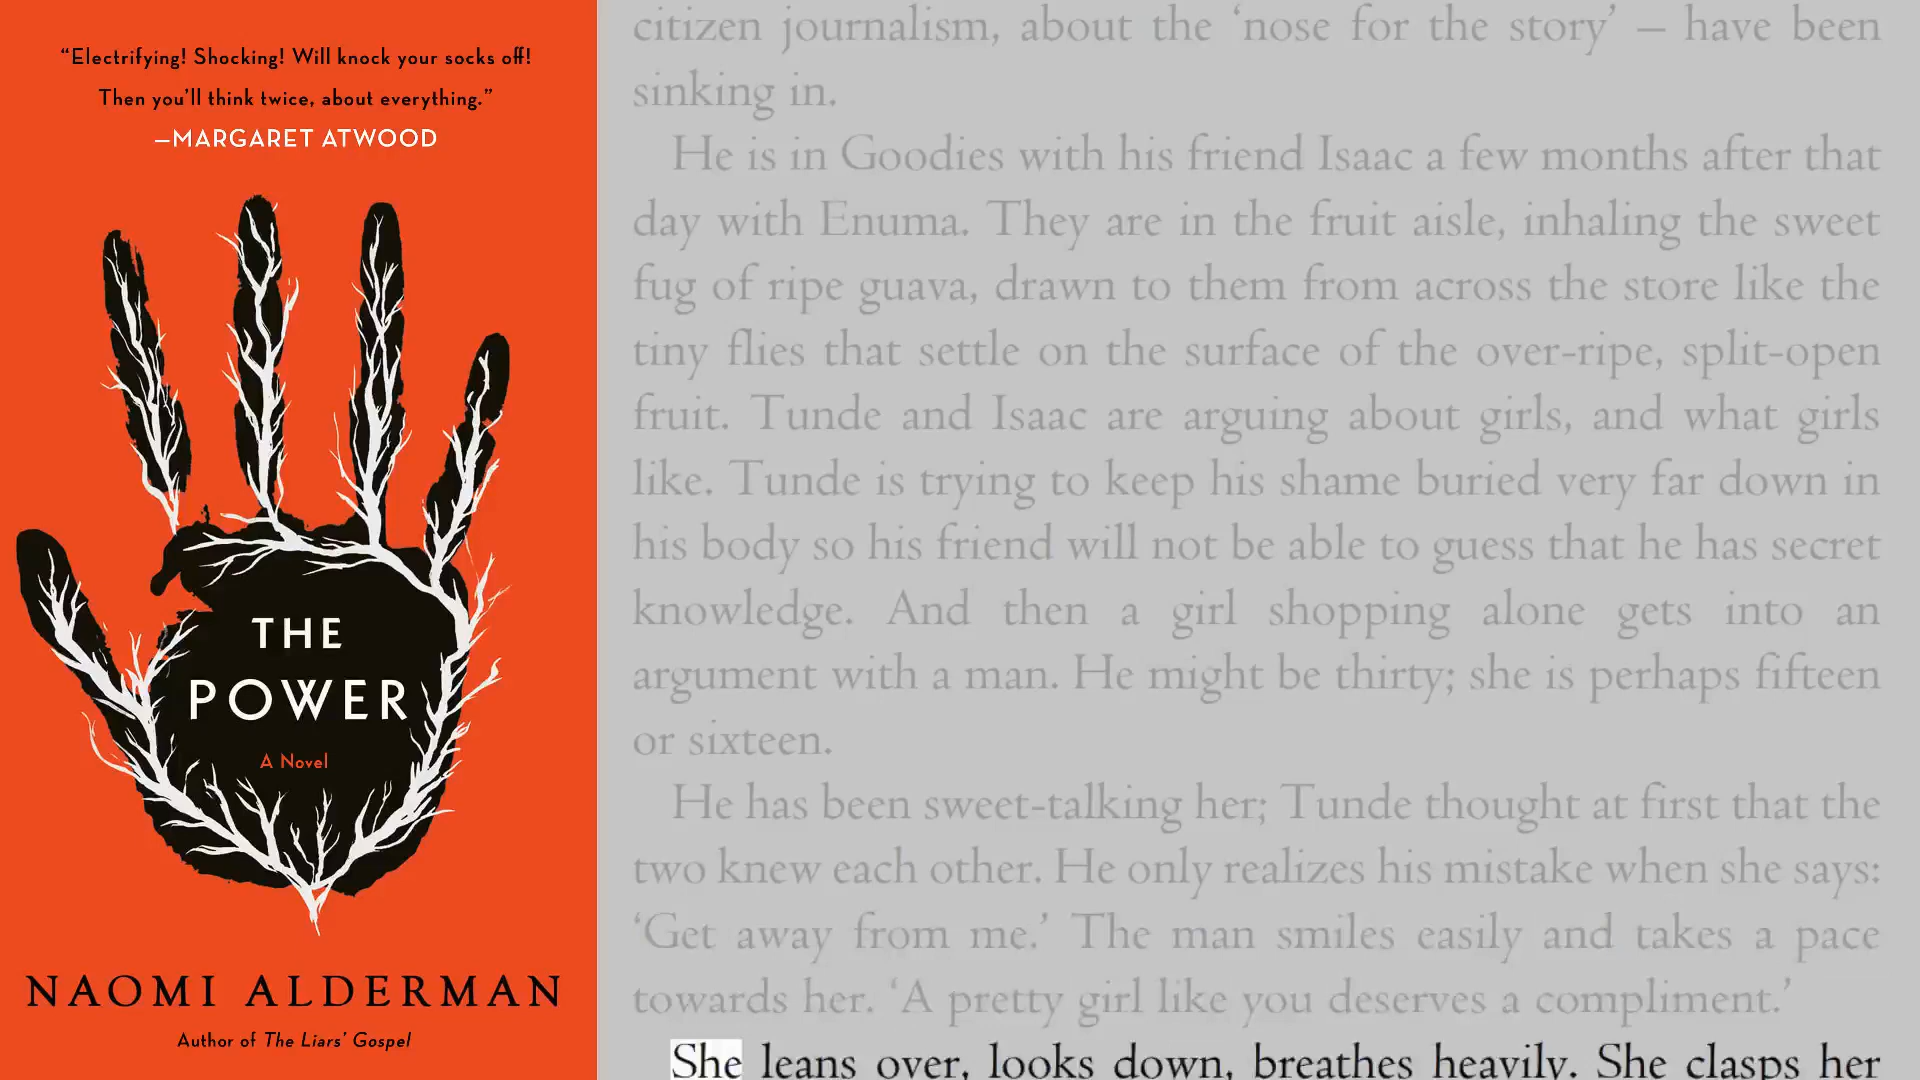 “Electrifying! Shocking! Will knock your socks off!
Then you’ll think twice, about everything.”
—MARGARET ATWOOD
THE
POWER
A Novel
NAOMI ALDERMAN
Author of The Liars’ Gospel
citizen journalism, about the ‘nose for the story’ – have been
sinking in.
He is in Goodies with his friend Isaac a few months after that
day with Enuma. They are in the fruit aisle, inhaling the sweet
fug of ripe guava, drawn to them from across the store like the
tiny flies that settle on the surface of the over-ripe, split-open
fruit. Tunde and Isaac are arguing about girls, and what girls
like. Tunde is trying to keep his shame buried very far down in
his body so his friend will not be able to guess that he has secret
knowledge. And then a girl shopping alone gets into an
argument with a man. He might be thirty; she is perhaps fifteen
or sixteen.
He has been sweet-talking her; Tunde thought at first that the
two knew each other. He only realizes his mistake when she says:
‘Get away from me.’ The man smiles easily and takes a pace
towards her. ‘A pretty girl like you deserves a compliment.’
She leans over, looks down, breathes heavily. She clasps her